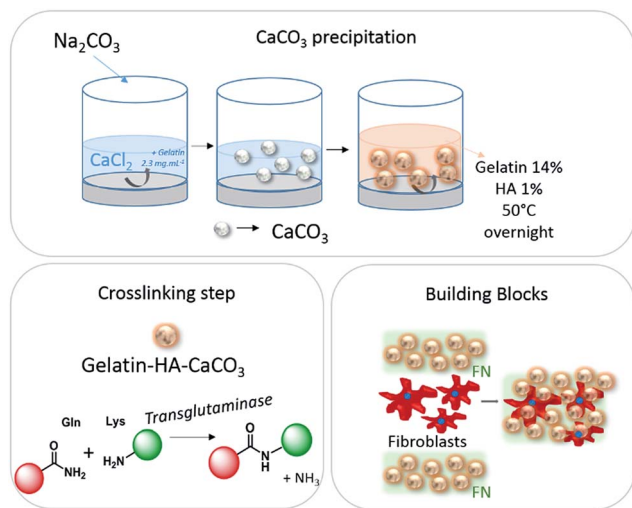 CaCO₃ precipitation
Na₂CO₃
CaCl₂
+ Gelatin
2.3 mg.mL⁻¹
Gelatin 14%
HA 1%
50°C
overnight
CaCO₃
Crosslinking step
Gelatin-HA-CaCO₃
Gln
Lys
Transglutaminase
O
NH₂
+
H₂N
O
N
H
+ NH₃
Building Blocks
FN
Fibroblasts
FN